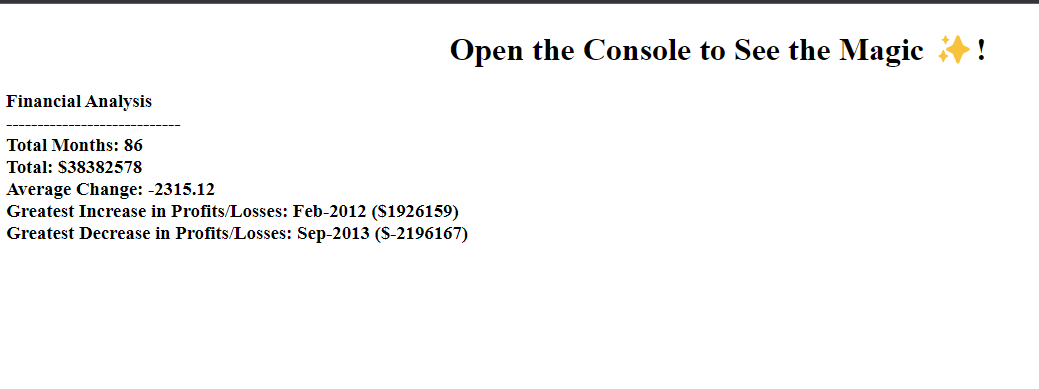 Open the Console to See the Magic ✨!
Financial Analysis
----------------------------
Total Months: 86
Total: $38382578
Average Change: -2315.12
Greatest Increase in Profits/Losses: Feb-2012 ($1926159)
Greatest Decrease in Profits/Losses: Sep-2013 ($-2196167)